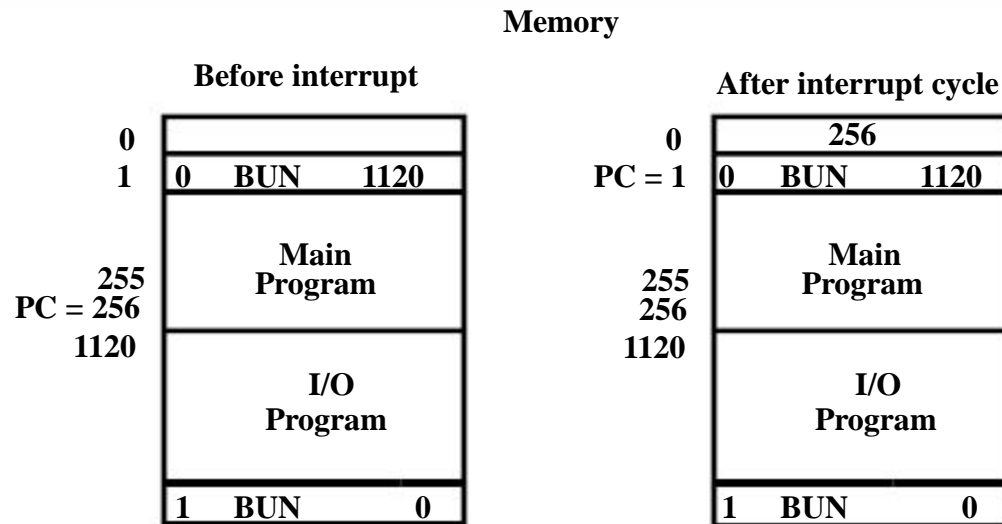 Memory
Before interrupt
0
1
0 BUN 1120
Main
Program
255
PC = 256
1120
I/O
Program
1 BUN 0
After interrupt cycle
0
256
PC = 1
0 BUN 1120
Main
Program
255
256
1120
I/O
Program
1 BUN 0